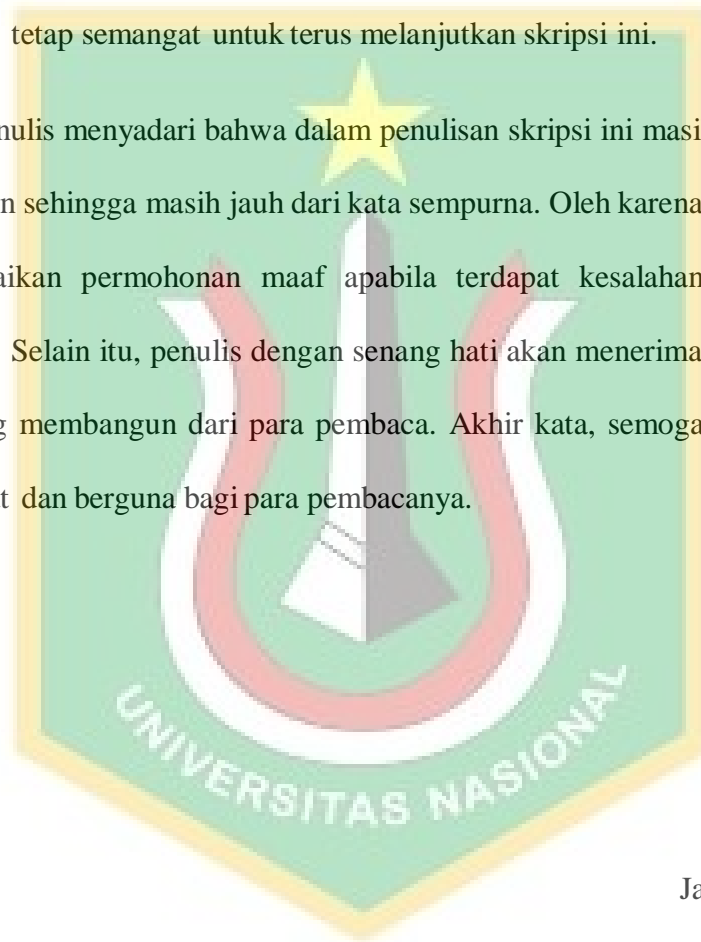 tetap semangat untuk terus melanjutkan skripsi ini.
nulis menyadari bahwa dalam penulisan skripsi ini masi
n sehingga masih jauh dari kata sempurna. Oleh karena
aikan permohonan maaf apabila terdapat kesalahan
Selain itu, penulis dengan senang hati akan menerima
g membangun dari para pembaca. Akhir kata, semoga
t dan berguna bagi para pembacanya.
UNIVERSITAS NASIONAL
Ja